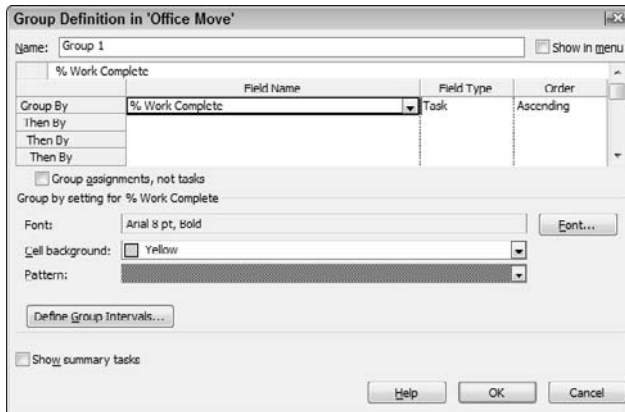 Group Definition in 'Office Move'
Name: Group 1 Show in menu
% Work Complete
Field Name Field Type Order
Group By % Work Complete Task Ascending
Then By
Then By
Then By
Group assignments, not tasks
Group by setting for % Work Complete
Font: Arial 8 pt, Bold Font...
Cell background: Yellow
Pattern:
Define Group Intervals...
Show summary tasks
Help OK Cancel